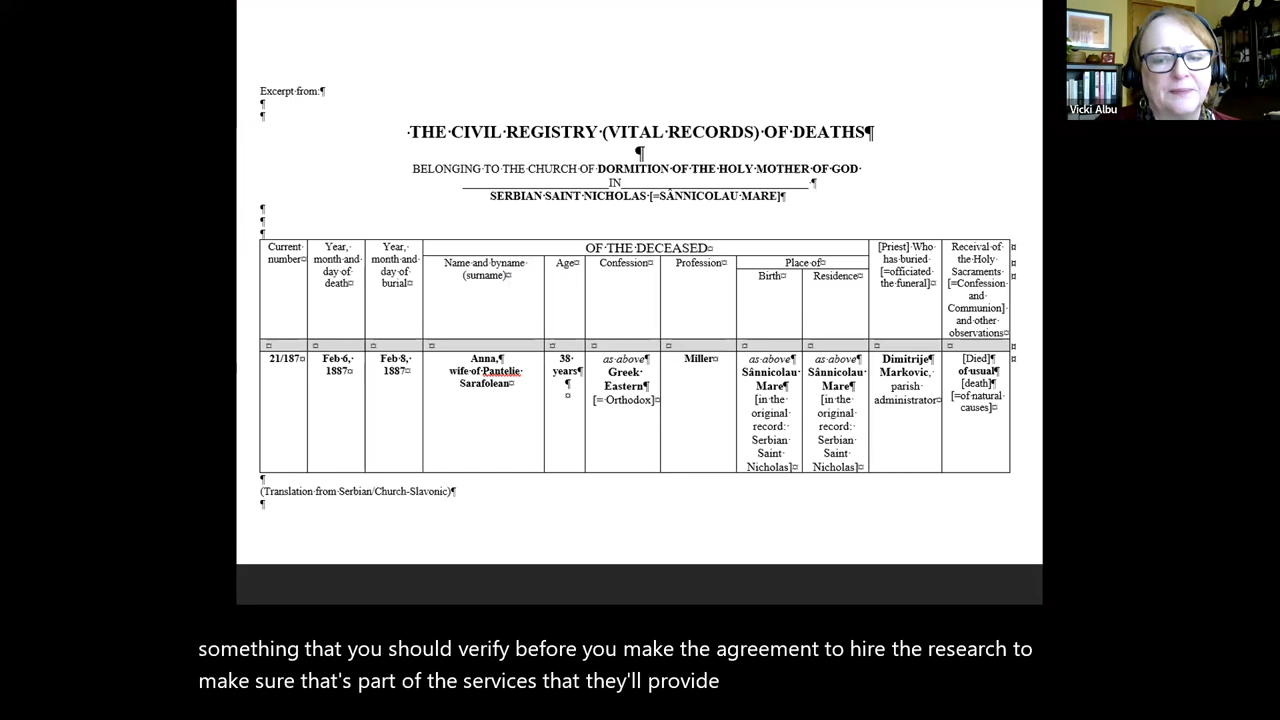 Excerpt·from:¶
¶
¶
·THE·CIVIL·REGISTRY·(VITAL·RECORDS)·OF·DEATHS¶
¶
BELONGING·TO·THE·CHURCH·OF·DORMITION·OF·THE·HOLY·MOTHER·OF·GOD·
_________________________IN________________________________·¶
SERBIAN·SAINT·NICHOLAS·[=SÂNNICOLAU·MARE]¶
¶
¶
¶
Current·
number¤
Year,·
month·and·
day·of·
death¤
Year,·
month·and·
day·of·
burial¤
OF·THE·DECEASED¤
Name·and·byname·
(surname)¤
Age¤
Confession¤
Profession¤
Place·of¤
Birth¤
Residence¤
[Priest]·Who·
has·buried·
[=officiated·
the·funeral]¤
Receival·of·
the·Holy·
Sacraments·
[=Confession·
and·
Communion]·
and·other·
observations¤
21/187¤
Feb·6,·
1887¤
Feb·8,·
1887¤
Anna,¶
wife·of·Pantelie·
Sarafolean¤
38·
years¶
¶
¤
as·above¶
Greek·
Eastern¶
[=·Orthodox]¤
Miller¤
as·above¶
Sânnicolau·
Mare¶
[in·the·
original·
record:·
Serbian·
Saint·
Nicholas]¤
as·above¶
Sânnicolau·
Mare¶
[in·the·
original·
record:·
Serbian·
Saint·
Nicholas]¤
Dimitrije¶
Markovic,·
parish·
administrator¤
[Died]¶
of·usual¶
[death]¶
[=of·natural·
causes]¤
¶
(Translation·from·Serbian/Church-Slavonic)¶
¶
Vicki Albu
something that you should verify before you make the agreement to hire the research to
make sure that's part of the services that they'll provide